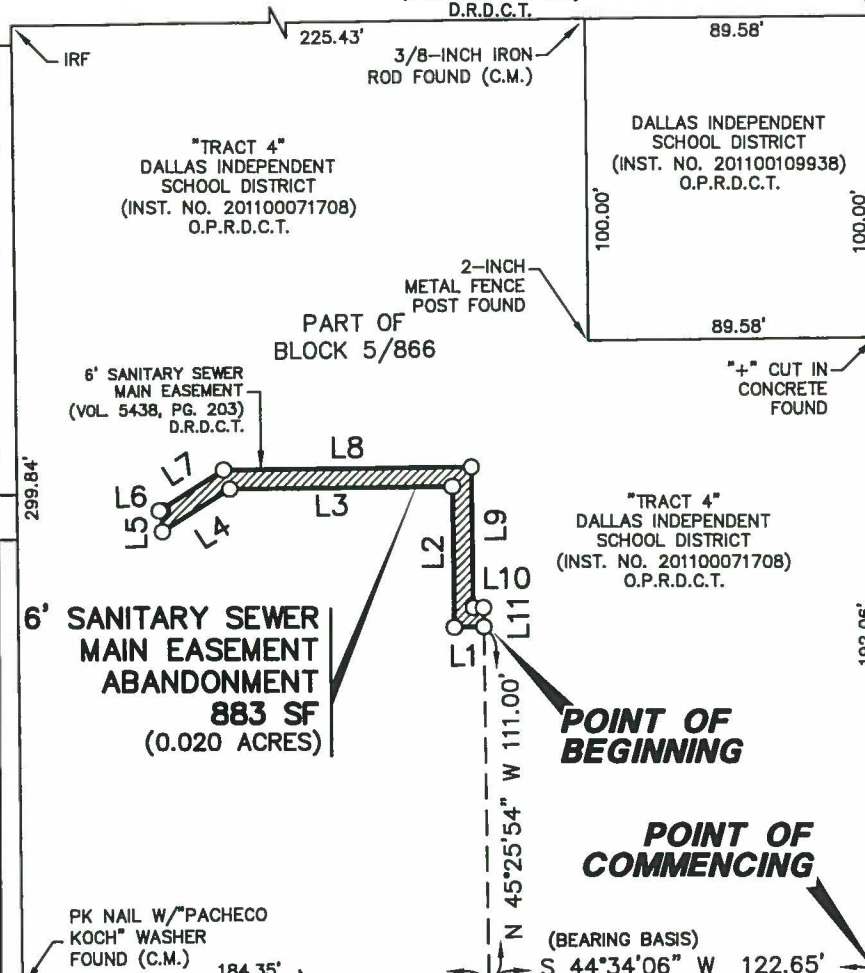 D.R.D.C.T.
225.43'
89.58'
IRF
3/8-INCH IRON
ROD FOUND (C.M.)
"TRACT 4"
DALLAS INDEPENDENT
SCHOOL DISTRICT
(INST. NO. 201100071708)
O.P.R.D.C.T.
DALLAS INDEPENDENT
SCHOOL DISTRICT
(INST. NO. 201100109938)
O.P.R.D.C.T.
100.00'
100.00'
2-INCH
METAL FENCE
POST FOUND
89.58'
PART OF
BLOCK 5/866
"+" CUT IN
CONCRETE
FOUND
6' SANITARY SEWER
MAIN EASEMENT
(VOL. 5438, PG. 203)
D.R.D.C.T.
299.84'
L8
L7
L6
L5
L4
L3
L2
L9
L10
L11
L1
"TRACT 4"
DALLAS INDEPENDENT
SCHOOL DISTRICT
(INST. NO. 201100071708)
O.P.R.D.C.T.
6' SANITARY SEWER
MAIN EASEMENT
ABANDONMENT
883 SF
(0.020 ACRES)
POINT OF
BEGINNING
N 45°25'54" W 111.00'
POINT OF
COMMENCING
PK NAIL W/"PACHECO
KOCH" WASHER
FOUND (C.M.)
184.35'
(BEARING BASIS)
S 44°34'06" W 122.65'